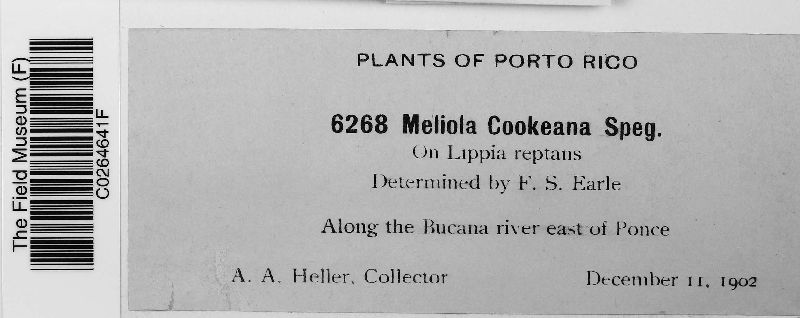 The Field Museum (F)
C0264641F
PLANTS OF PORTO RICO
6268 Meliola Cookeana Speg.
On Lippia reptans
Determined by F. S. Earle
Along the Bucana river east of Ponce
A. A. Heller, Collector December 11, 1902